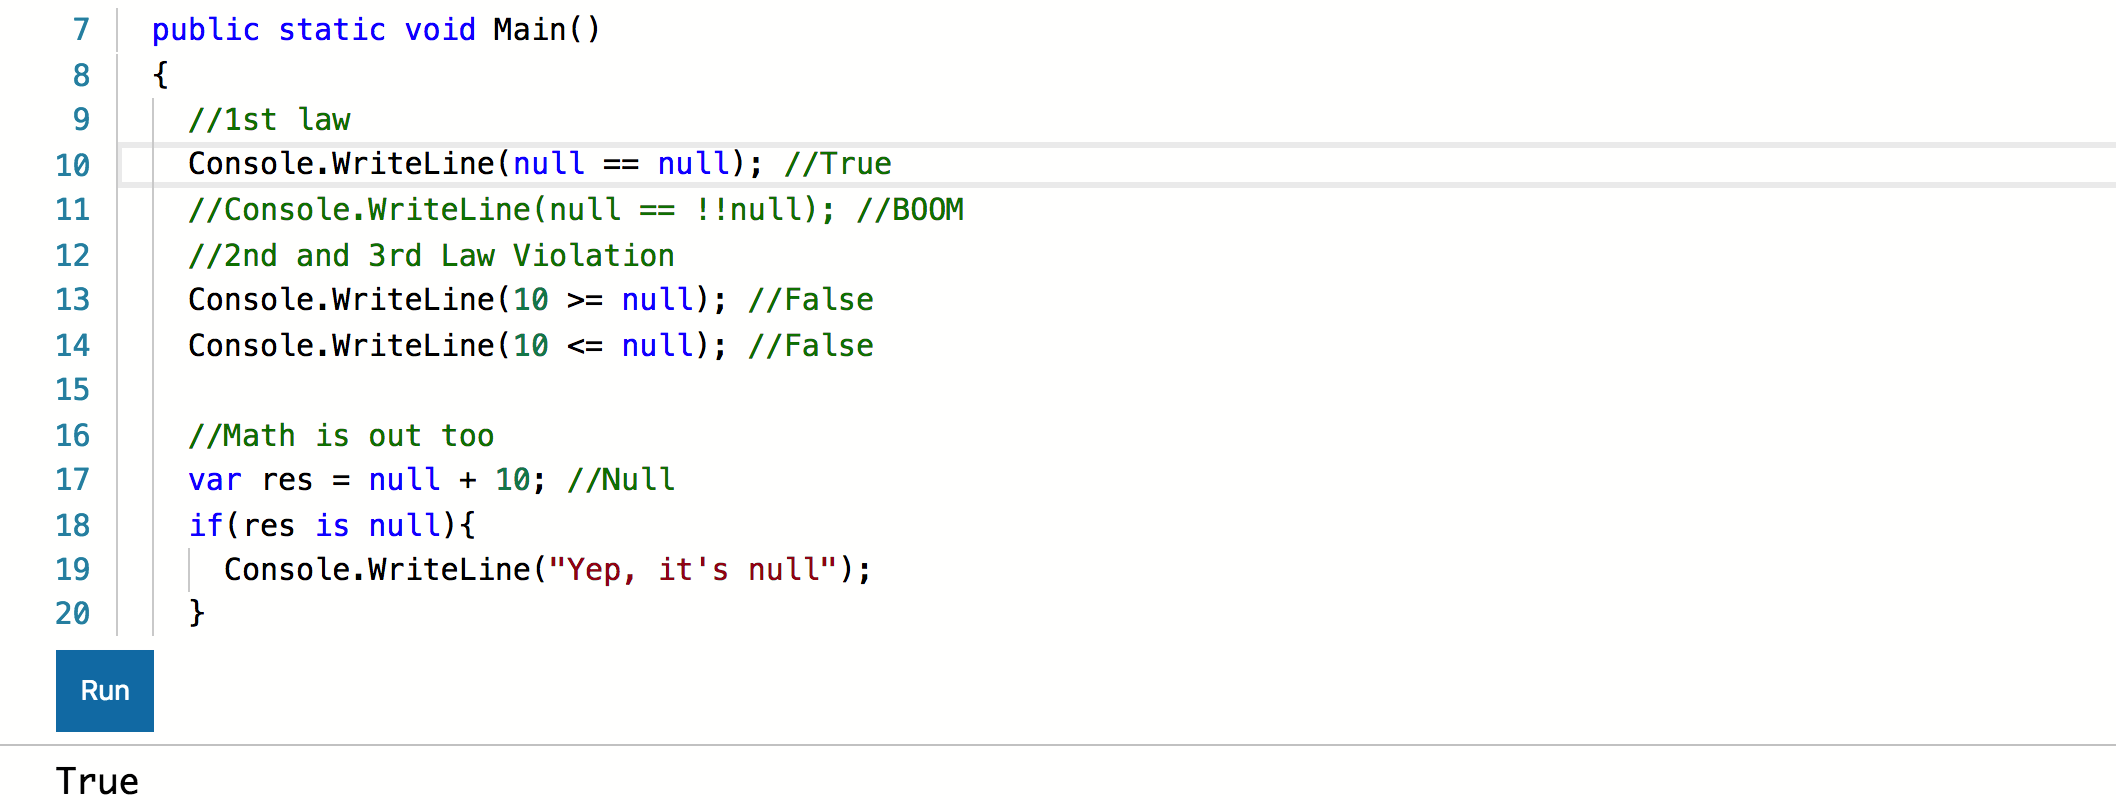 7 public static void Main()
8 {
9 //1st law
10 Console.WriteLine(null == null); //True
11 //Console.WriteLine(null == !!null); //BOOM
12 //2nd and 3rd Law Violation
13 Console.WriteLine(10 >= null); //False
14 Console.WriteLine(10 <= null); //False
15
16 //Math is out too
17 var res = null + 10; //Null
18 if(res is null){
19 Console.WriteLine("Yep, it's null");
20 }
Run
True